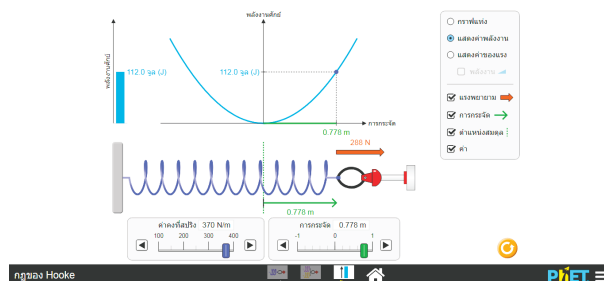 พลังงานศักย์
พลังงานศักย์
112.0 จูล (J)
112.0 จูล (J)
การกระจัด
0.778 m
288 N
0.778 m
กราฟแท่ง
แสดงค่าพลังงาน
แสดงค่าของแรง
พลังงาน
แรงพยายาม
การกระจัด
ตำแหน่งสมดุล
ค่า
ค่าคงที่สปริง 370 N/m
100 200 300 400
การกระจัด 0.778 m
-1 0 1
กฎของ Hooke
PhET